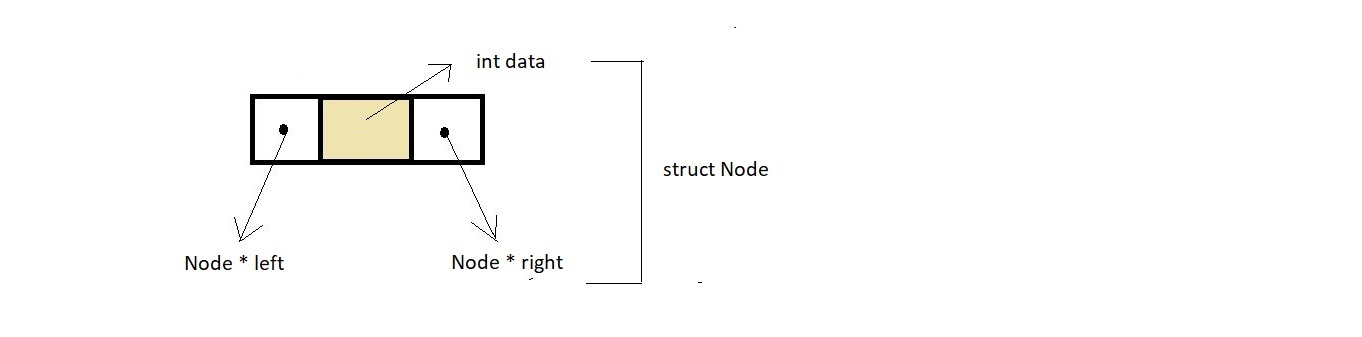 int data
struct Node
Node * left
Node * right